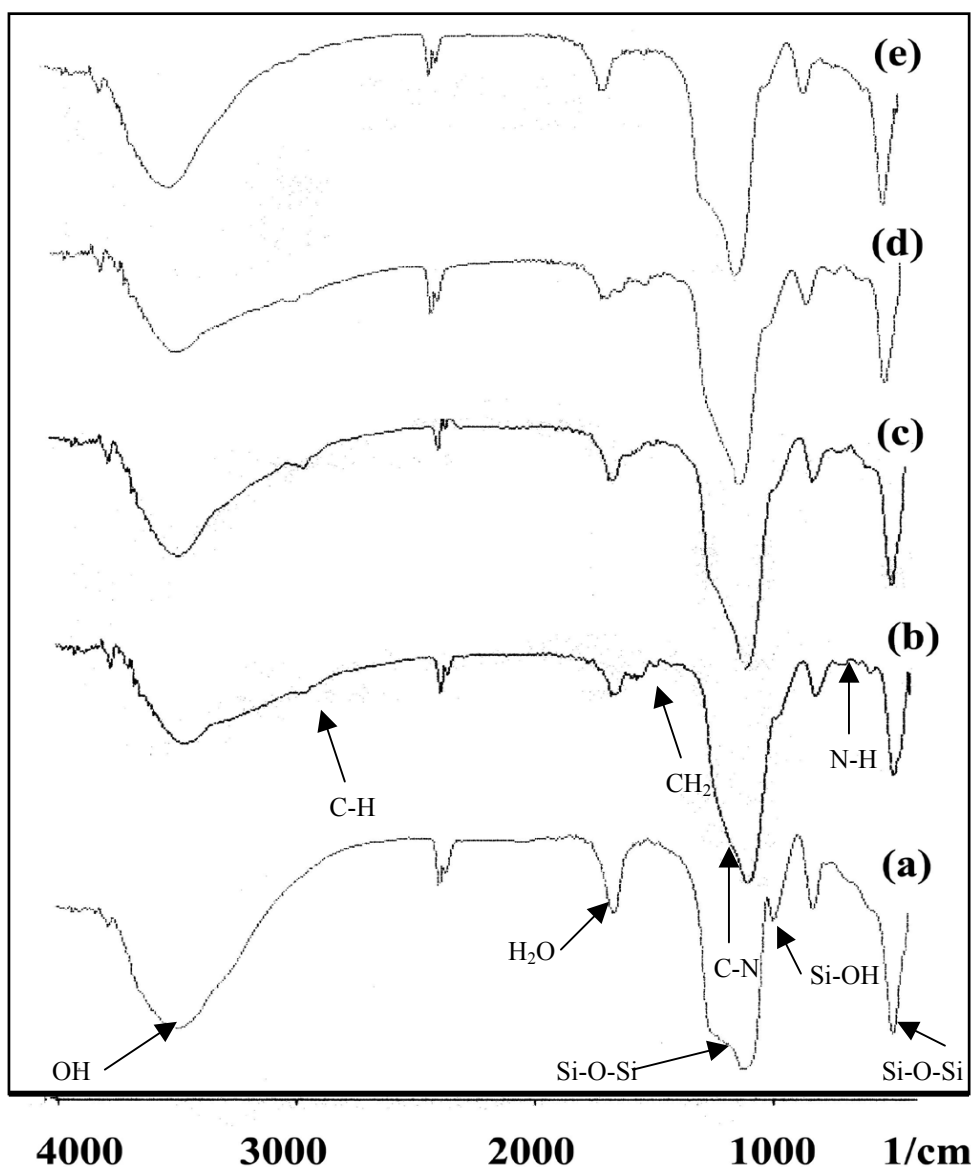 (e)
(d)
(c)
(b)
N-H
CH₂
C-H
(a)
H₂O
C-N
Si-OH
OH
Si-O-Si
Si-O-Si
4000 3000 2000 1000 1/cm